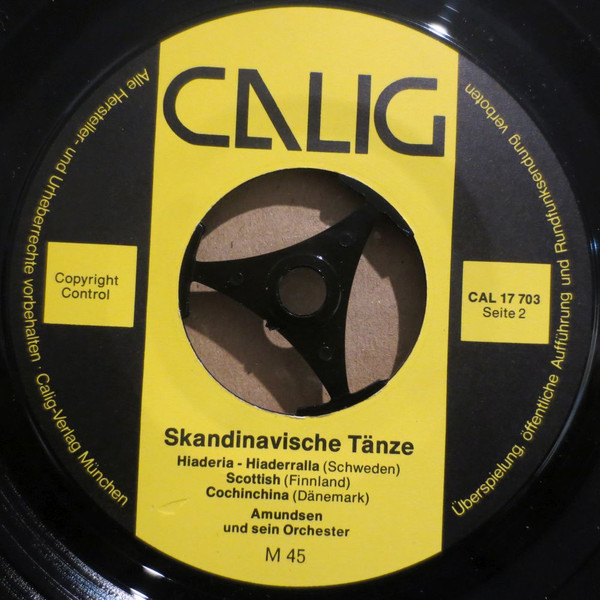 CALIG
Alle Hersteller- und Urheberrechte vorbehalten · Calig-Verlag München
Überspielung, öffentliche Aufführung und Rundfunksendung verboten
Copyright
Control
CAL 17 703
Seite 2
Skandinavische Tänze
Hiaderia - Hiaderralla (Schweden)
Scottish (Finnland)
Cochinchina (Dänemark)
Amundsen
und sein Orchester
M 45